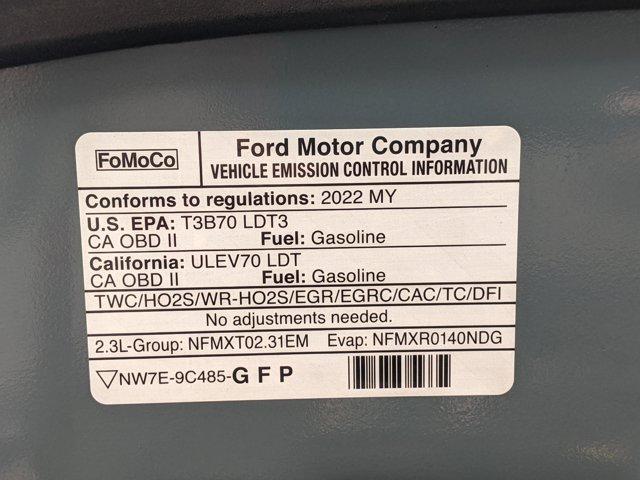 FoMoCo
Ford Motor Company
VEHICLE EMISSION CONTROL INFORMATION
Conforms to regulations: 2022 MY
U.S. EPA: T3B70 LDT3
CA OBD II Fuel: Gasoline
California: ULEV70 LDT
CA OBD II Fuel: Gasoline
TWC/HO2S/WR-HO2S/EGR/EGRC/CAC/TC/DFI
No adjustments needed.
2.3L-Group: NFMXT02.31EM Evap: NFMXR0140NDG
NW7E-9C485-G F P